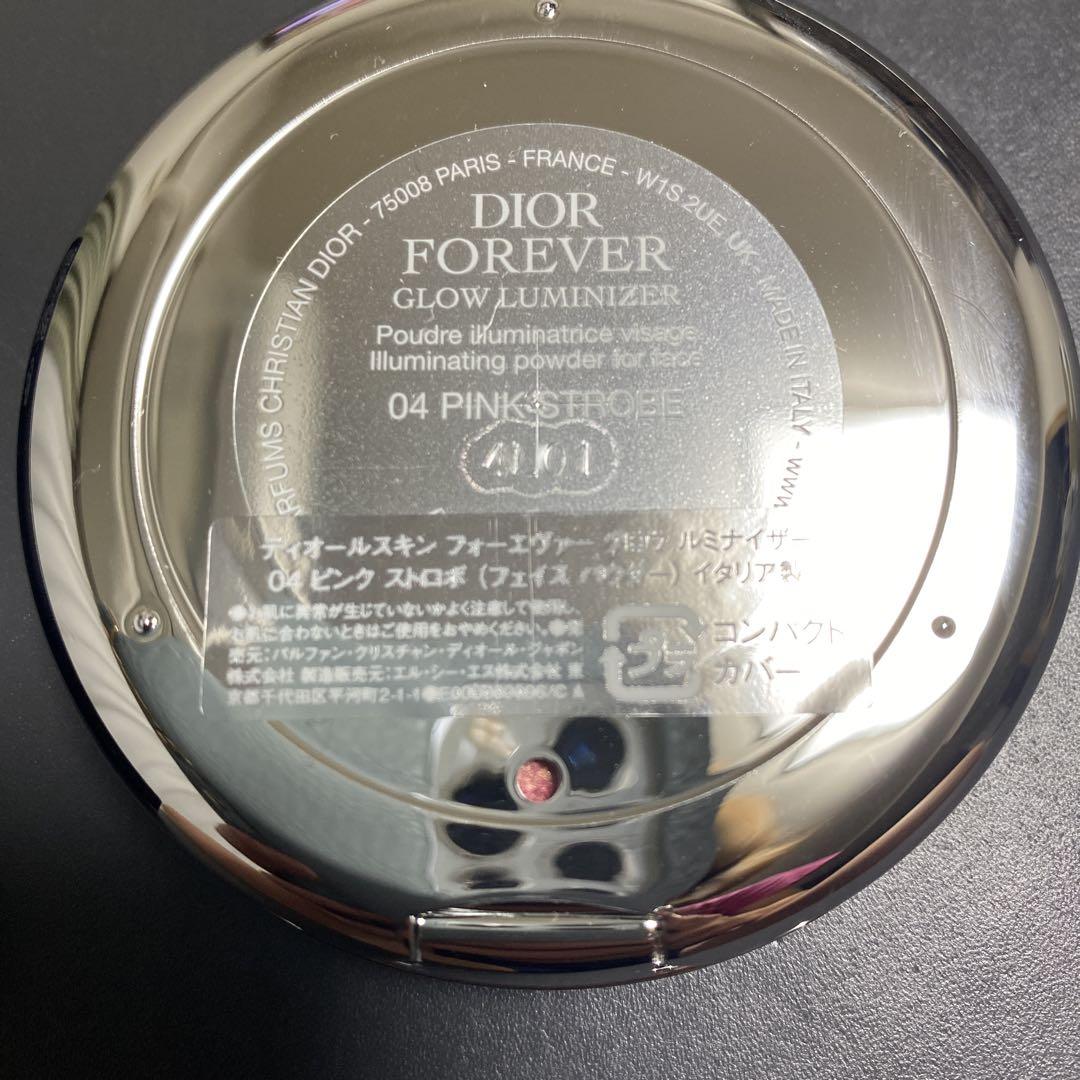 PARFUMS CHRISTIAN DIOR - 75008 PARIS - FRANCE - W1S 2UE UK - MADE IN ITALY - www
DIOR
FOREVER
GLOW LUMINIZER
Poudre illuminatrice visage
Illuminating powder for face
04 PINK STROBE
4L01
ディオールスキン フォーエヴァー グロウ ルミナイザー
04 ピンク ストロボ (フェイス パウダー) イタリア製
●お肌に異常が生じていないかよく注意して使用し、
お肌に合わないときはご使用をおやめください。●発
売元:パルファン・クリスチャン・ディオール・ジャポン
株式会社 製造販売元:エル・シー・エス株式会社 東
京都千代田区平河町2-1-1
プラ
コンパクト
カバー